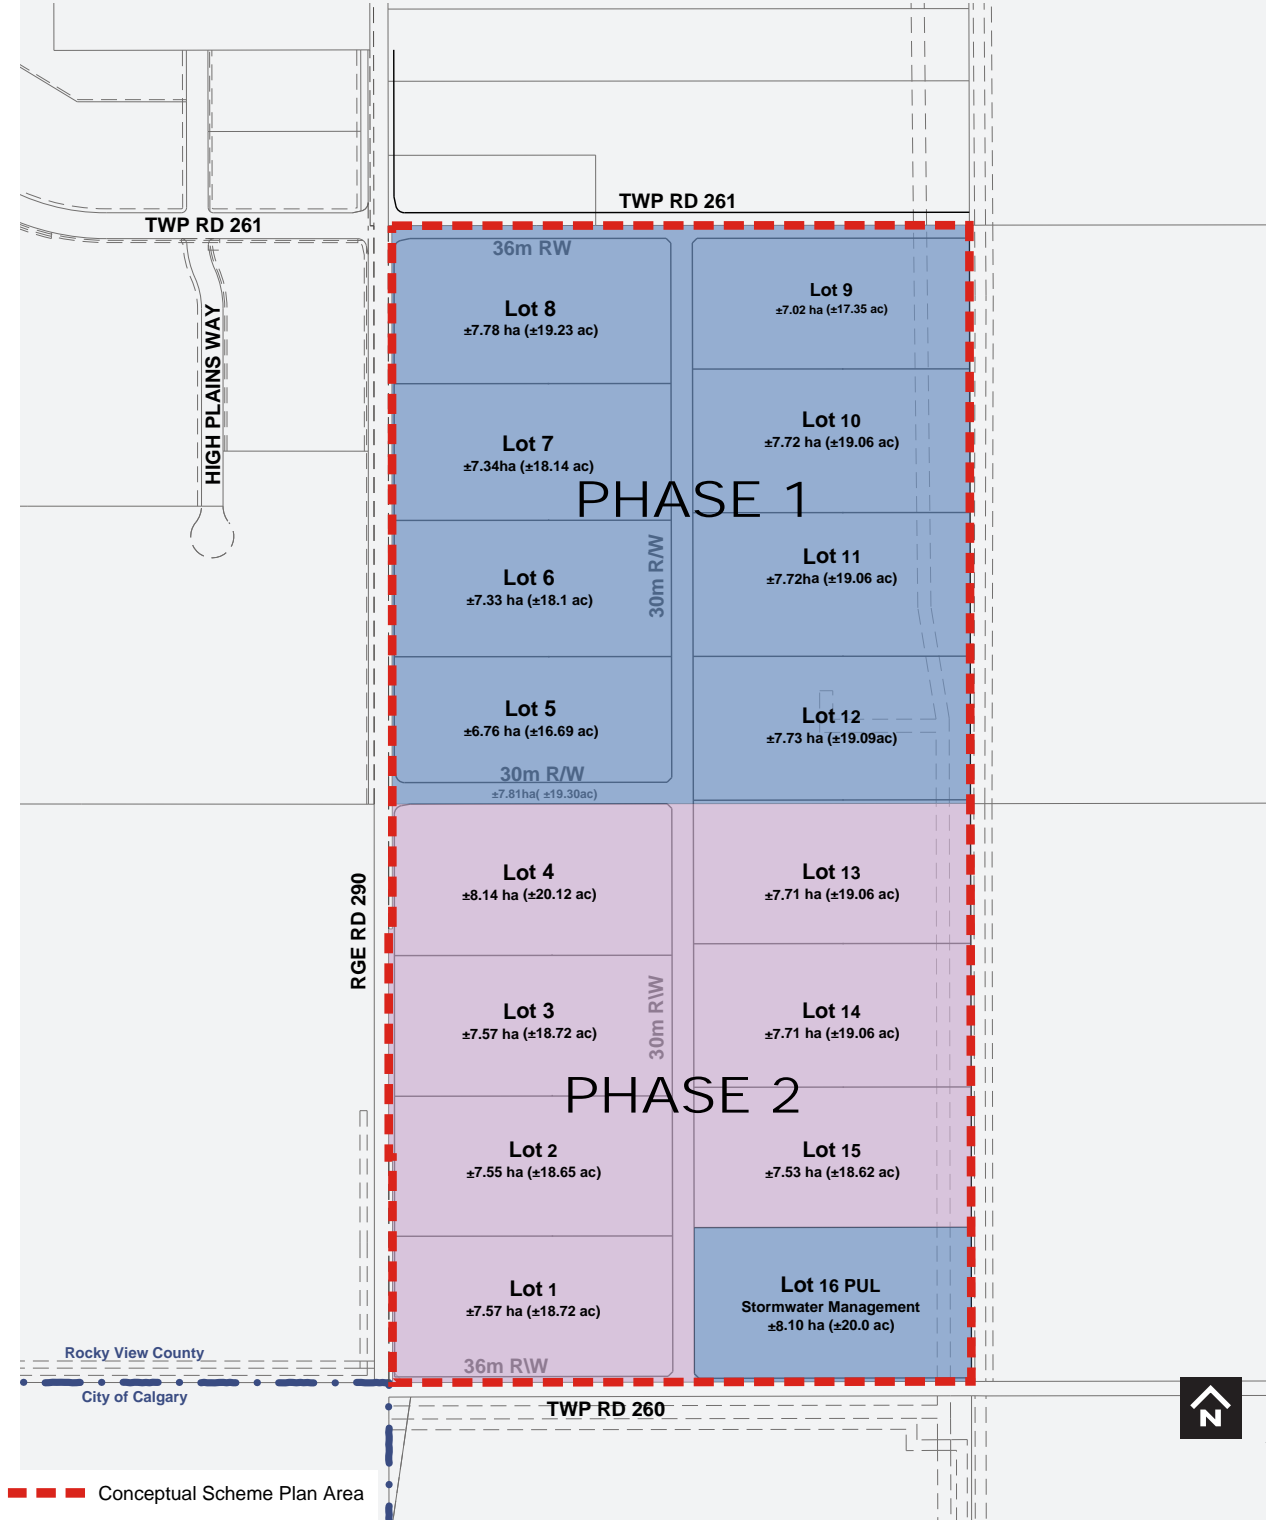 TWP RD 261
TWP RD 261
HIGH PLAINS WAY
36m RW
Lot 8
±7.78 ha (±19.23 ac)
Lot 9
±7.02 ha (±17.35 ac)
Lot 7
±7.34ha (±18.14 ac)
Lot 10
±7.72 ha (±19.06 ac)
PHASE 1
Lot 6
±7.33 ha (±18.1 ac)
30m R/W
Lot 11
±7.72ha (±19.06 ac)
Lot 5
±6.76 ha (±16.69 ac)
Lot 12
±7.73 ha (±19.09ac)
30m R/W
±7.81ha( ±19.30ac)
RGE RD 290
Lot 4
±8.14 ha (±20.12 ac)
Lot 13
±7.71 ha (±19.06 ac)
Lot 3
±7.57 ha (±18.72 ac)
30m R\W
Lot 14
±7.71 ha (±19.06 ac)
PHASE 2
Lot 2
±7.55 ha (±18.65 ac)
Lot 15
±7.53 ha (±18.62 ac)
Lot 1
±7.57 ha (±18.72 ac)
Lot 16 PUL
Stormwater Management
±8.10 ha (±20.0 ac)
36m R\W
Rocky View County
City of Calgary
TWP RD 260
N
Conceptual Scheme Plan Area